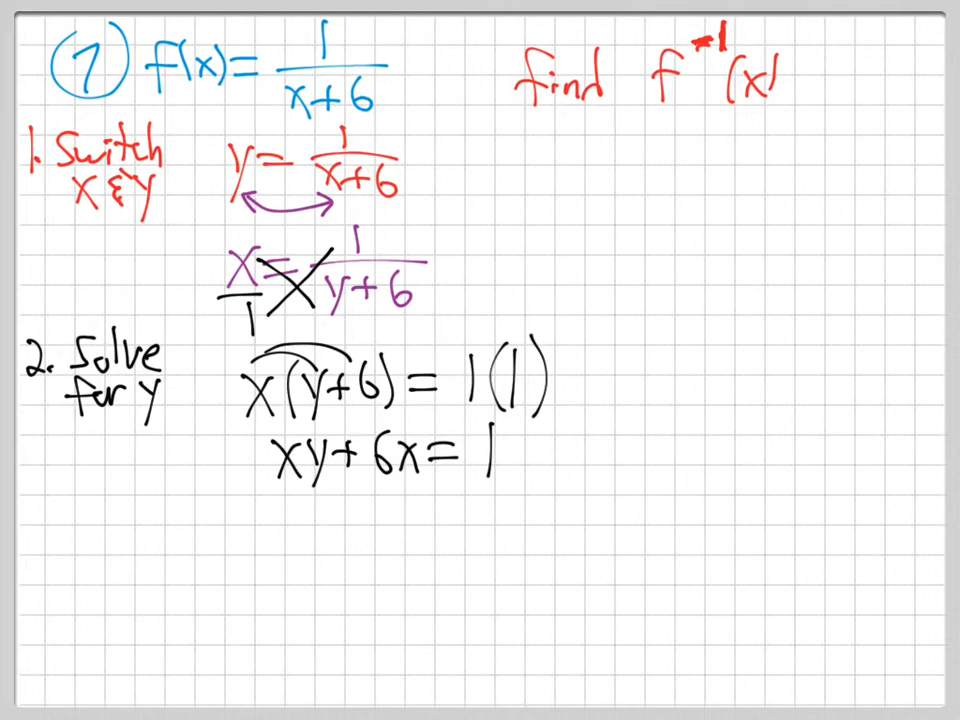 7 f(x)= 1/(x+6) find f⁻¹(x)
1. Switch x & y y= 1/(x+6)
x/1 = 1/(y+6)
2. Solve for y x(y+6) = 1(1)
xy+6x = 1